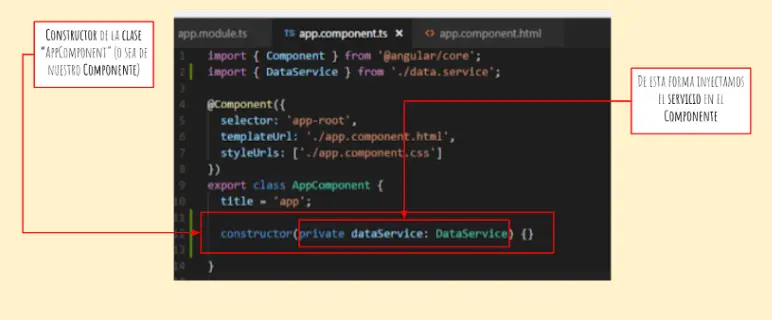 CONSTRUCTOR DE LA CLASE
"APPCOMPONENT" (O SEA DE
NUESTRO COMPONENTE)
app.module.ts
TS app.component.ts ×
<> app.component.html
1 import { Component } from '@angular/core';
2 import { DataService } from './data.service';
3
4 @Component({
5 selector: 'app-root',
6 templateUrl: './app.component.html',
7 styleUrls: ['./app.component.css']
8 })
9 export class AppComponent {
10 title = 'app';
11
12 constructor(private dataService: DataService) {}
13
14 }
DE ESTA FORMA INYECTAMOS
EL SERVICIO EN EL
COMPONENTE